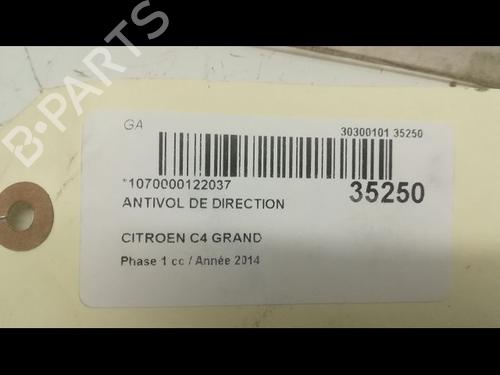 B-PARTS
GA
30300101 35250
*1070000122037
35250
ANTIVOL DE DIRECTION
CITROEN C4 GRAND
Phase 1 cc / Année 2014